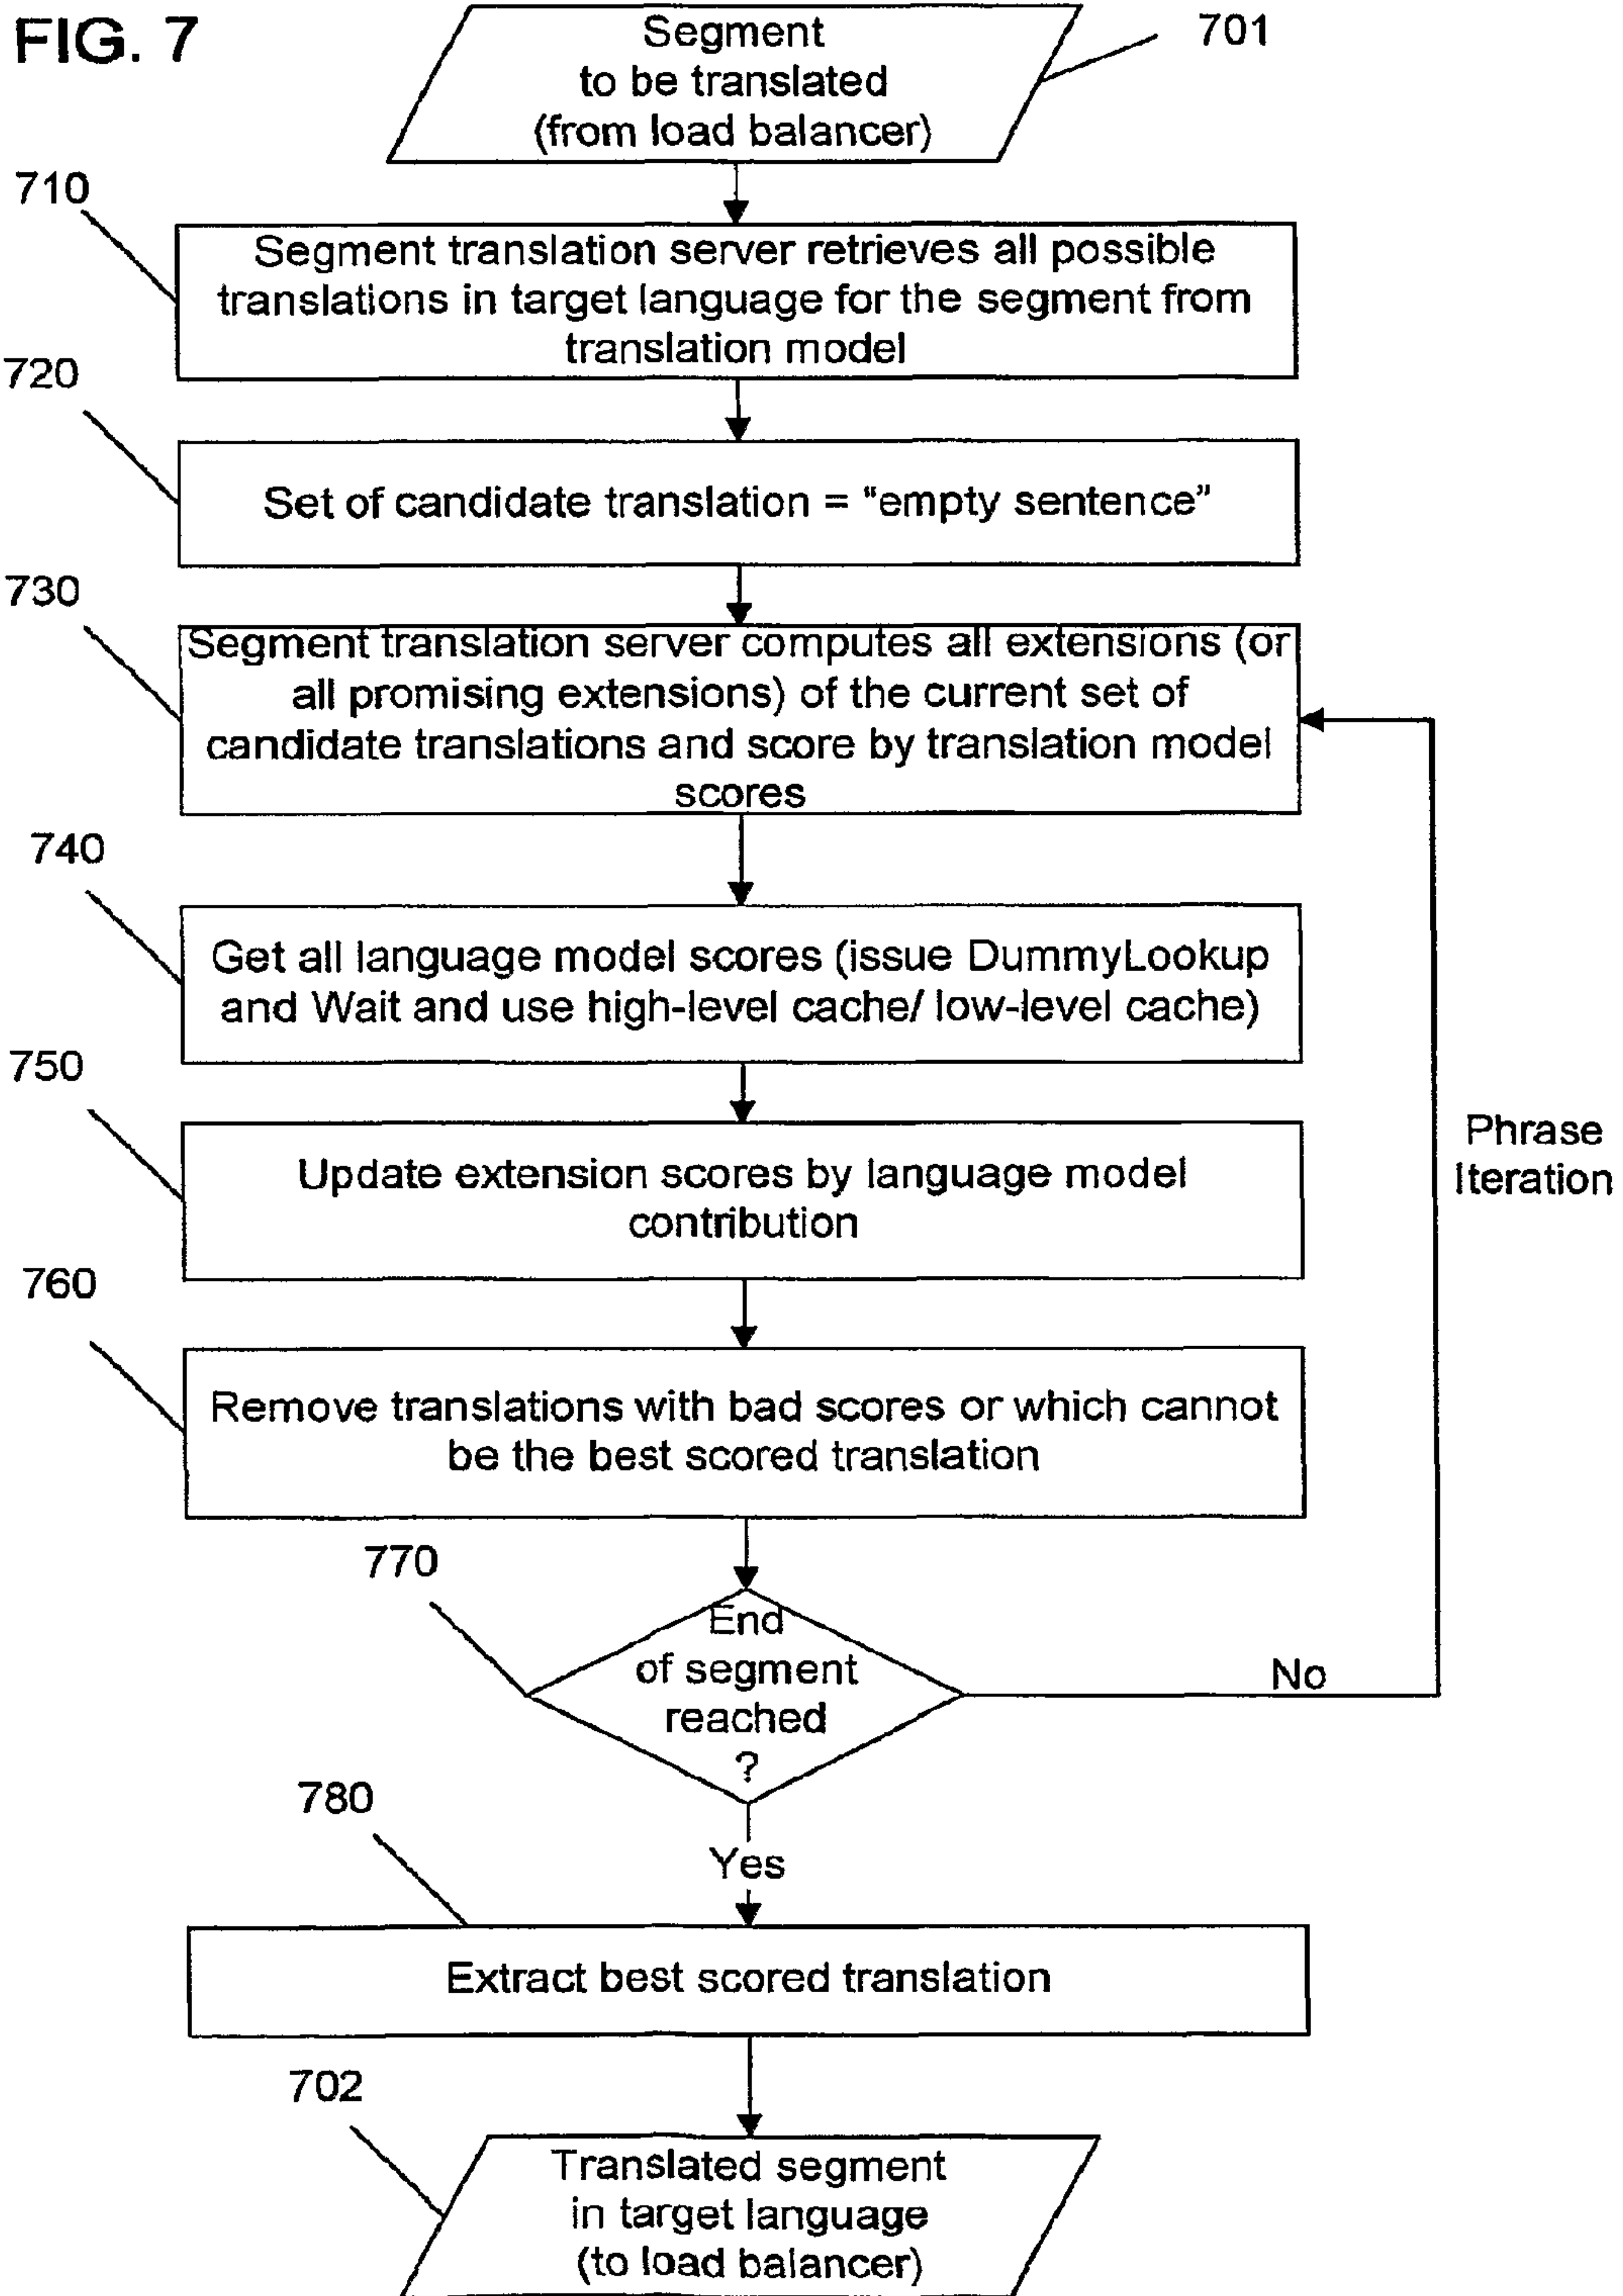 FIG. 7
Segment
to be translated
(from load balancer)
701
710
Segment translation server retrieves all possible
translations in target language for the segment from
translation model
720
Set of candidate translation = “empty sentence”
730
Segment translation server computes all extensions (or
all promising extensions) of the current set of
candidate translations and score by translation model
scores
740
Get all language model scores (issue DummyLookup
and Wait and use high-level cache/ low-level cache)
750
Update extension scores by language model
contribution
Phrase
Iteration
760
Remove translations with bad scores or which cannot
be the best scored translation
770
End
of segment
reached
?
No
Yes
780
Extract best scored translation
702
Translated segment
in target language
(to load balancer)